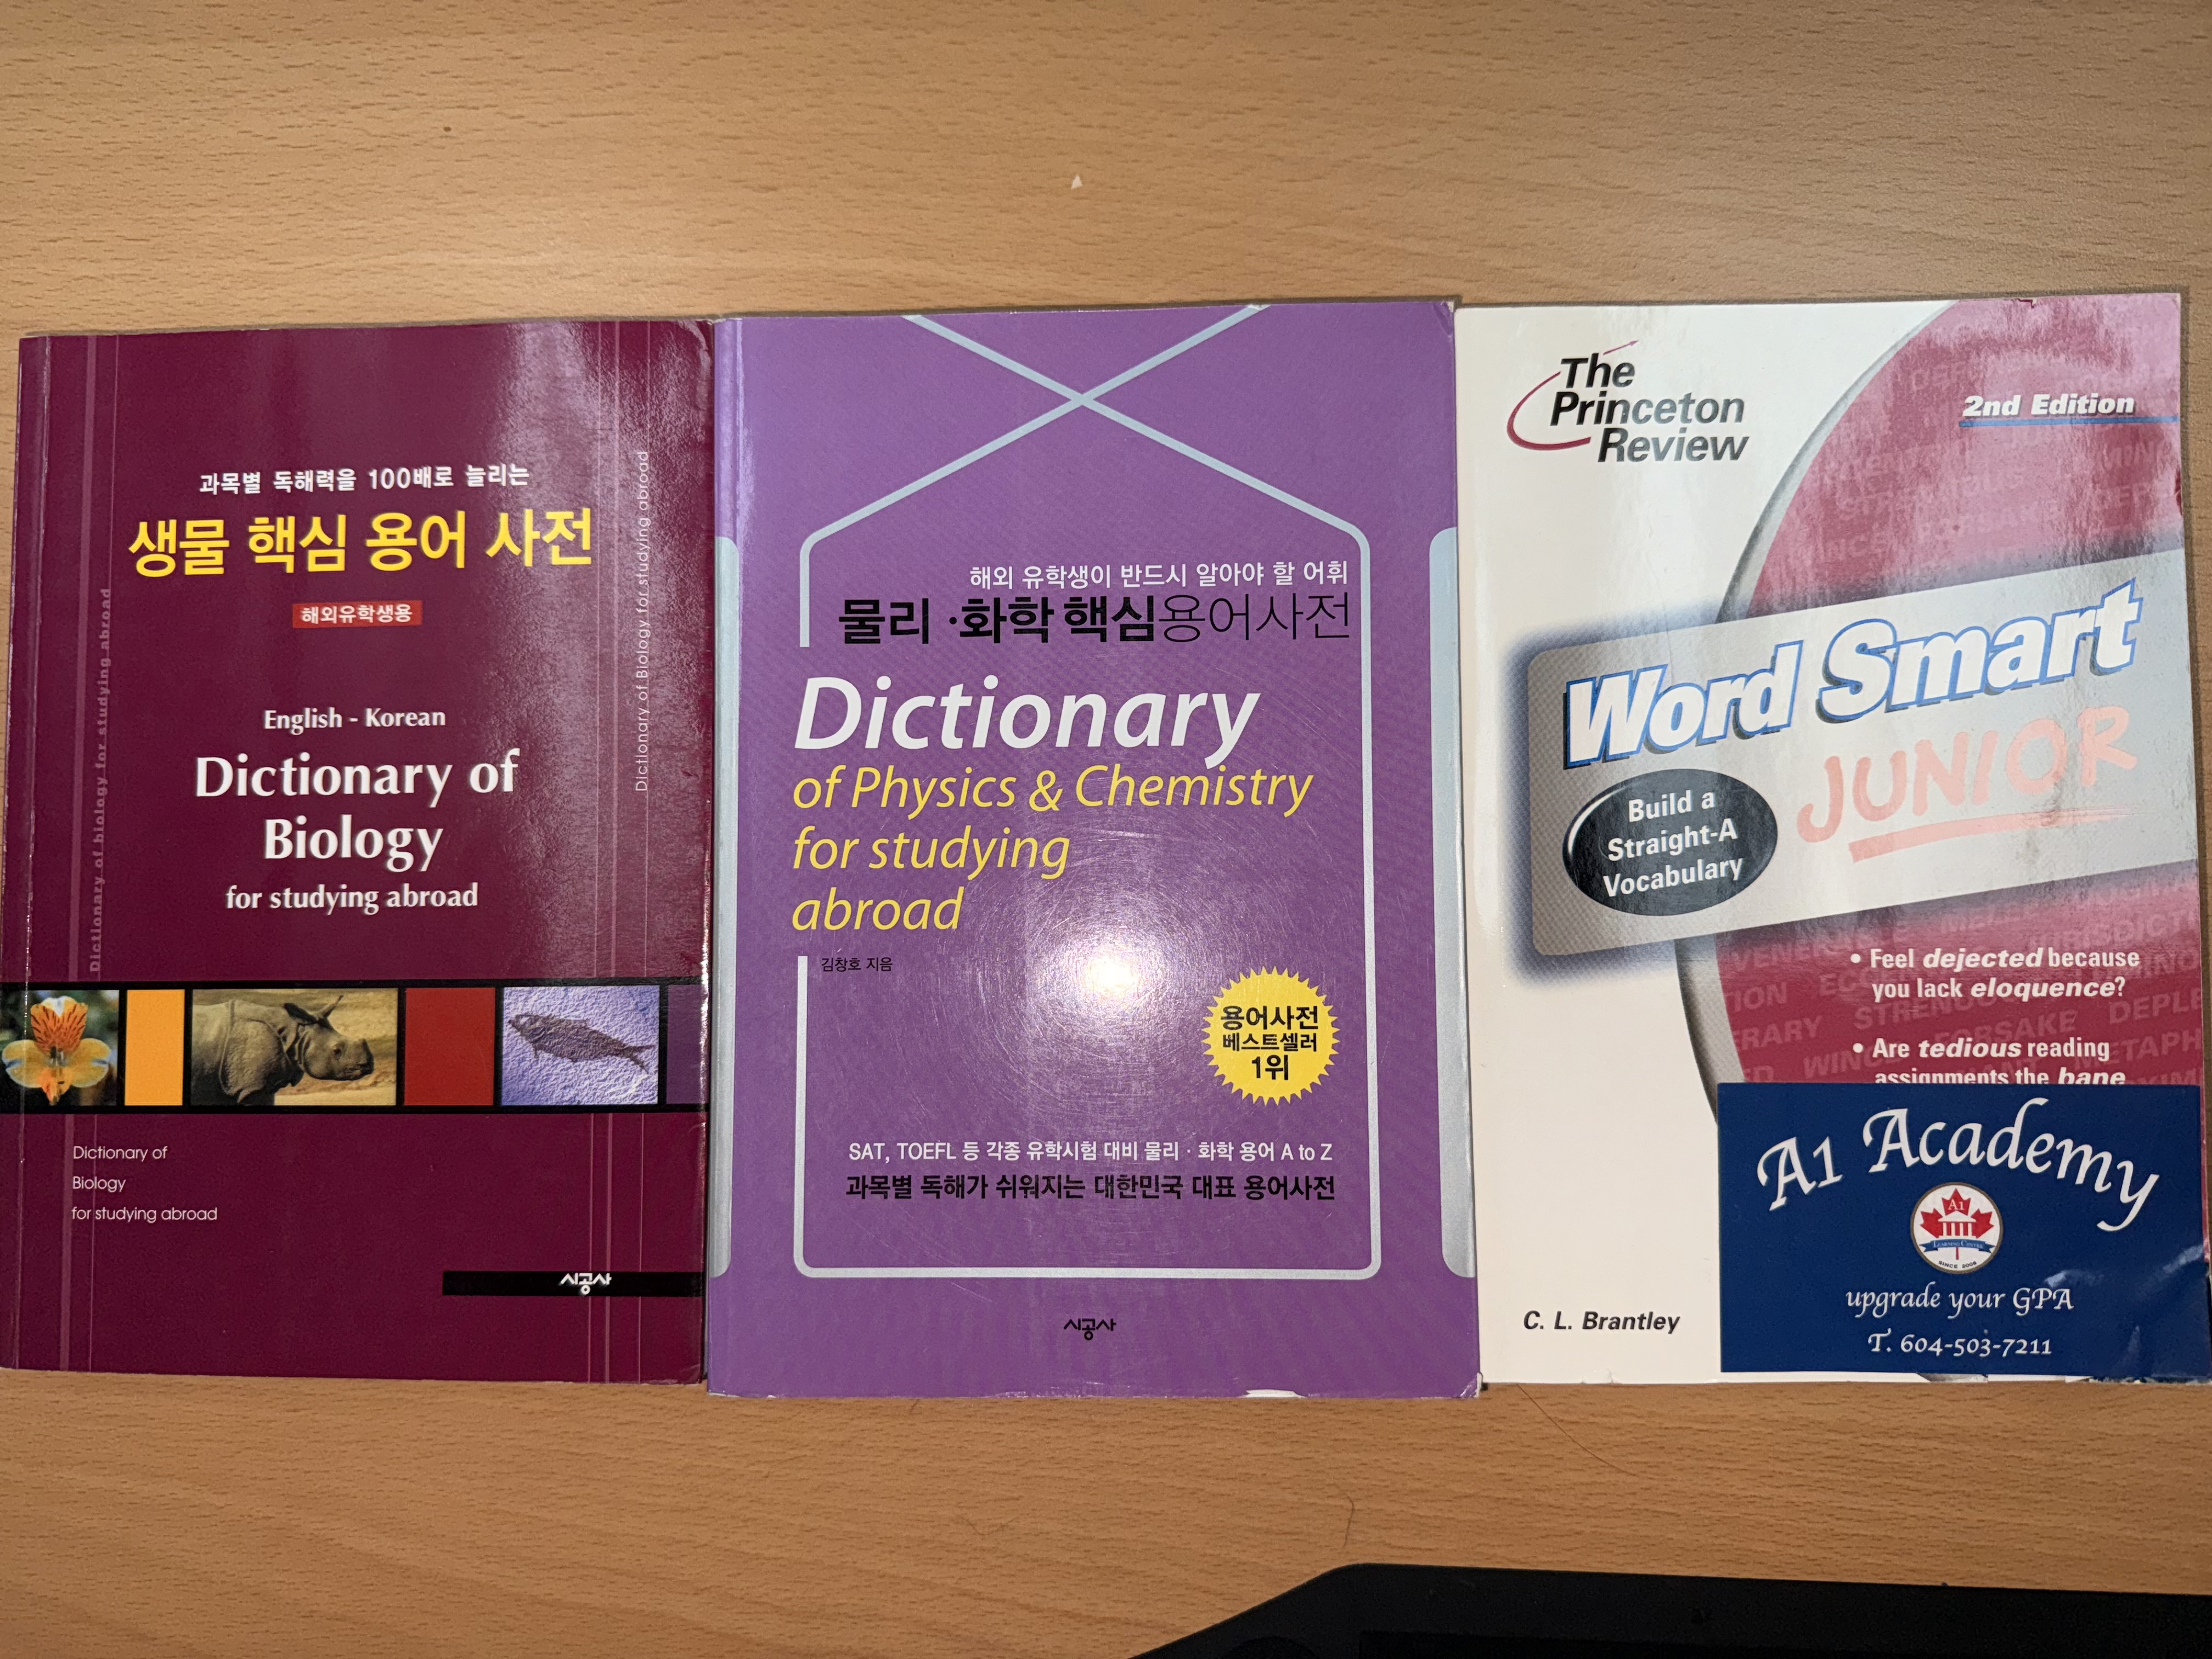 과목별 독해력을 100배로 늘리는
생물 핵심 용어 사전
해외유학생용
English - Korean
Dictionary of
Biology
for studying abroad
Dictionary of biology for studying abroad
Dictionary of Biology for studying abroad
Dictionary of
Biology
for studying abroad
시공사
해외 유학생이 반드시 알아야 할 어휘
물리·화학 핵심용어사전
Dictionary
of Physics & Chemistry
for studying
abroad
김창호 지음
용어사전
베스트셀러
1위
SAT, TOEFL 등 각종 유학시험 대비 물리·화학 용어 A to Z
과목별 독해가 쉬워지는 대한민국 대표 용어사전
시공사
The
Princeton
Review
2nd Edition
Word Smart
JUNIOR
Build a
Straight-A
Vocabulary
• Feel dejected because
you lack eloquence?
• Are tedious reading
assignments the bane
C. L. Brantley
A1 Academy
A1
LEARNING CENTRE
SINCE 2008
upgrade your GPA
T. 604-503-7211